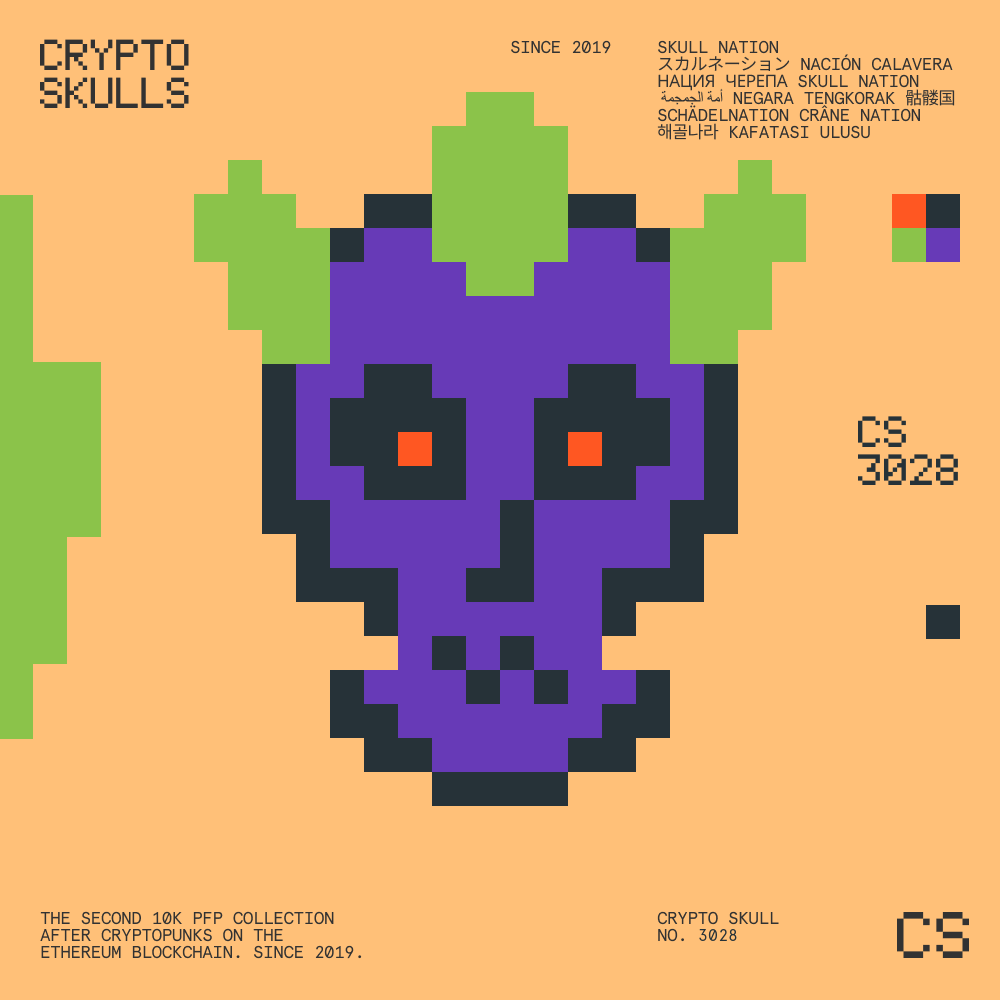 CRYPTO
SKULLS
SINCE 2019
SKULL NATION
スカルネーション NACIÓN CALAVERA
НАЦИЯ ЧЕРЕПА SKULL NATION
أمة الجمجمة NEGARA TENGKORAK 骷髅国
SCHÄDELNATION CRÂNE NATION
해골나라 KAFATASI ULUSU
CS
3028
THE SECOND 10K PFP COLLECTION
AFTER CRYPTOPUNKS ON THE
ETHEREUM BLOCKCHAIN. SINCE 2019.
CRYPTO SKULL
NO. 3028
CS